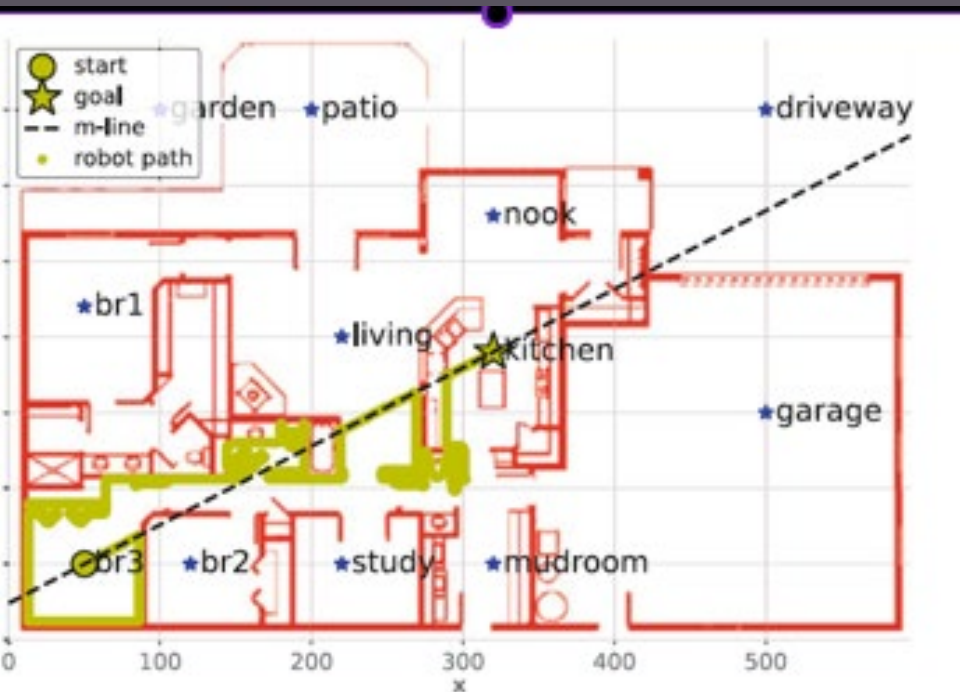 start
goal
m-line
robot path
garden
patio
driveway
nook
br1
living
kitchen
garage
br3
br2
study
mudroom
0 100 200 300 400 500
x